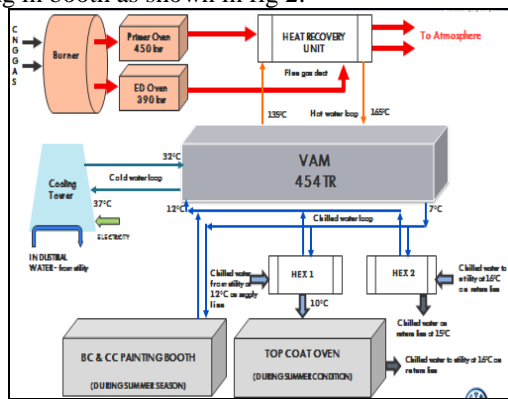 ng in booth as shown in fig 2.
C
N
G
G
A
S
Burner
Primer Oven
450 kw
ED Oven
390 kw
HEAT RECOVERY
UNIT
To Atmosphere
Flue gas duct
135°C
Hot water loop
165°C
VAM
454 TR
32°C
Cold water loop
Cooling
Tower
37°C
ELECTRICITY
INDUSTRIAL
WATER - from utility
12°C
7°C
Chilled water loop
Chilled water
from utility at
12°C on supply
line
HEX 1
10°C
HEX 2
Chilled water to
utility at 16°C
on return line
Chilled water on
return line at 15°C
BC & CC PAINTING BOOTH
(DURING SUMMER SEASON)
TOP COAT OVEN
(DURING SUMMER CONDITION)
Chilled water to utility at 16°C on
return line